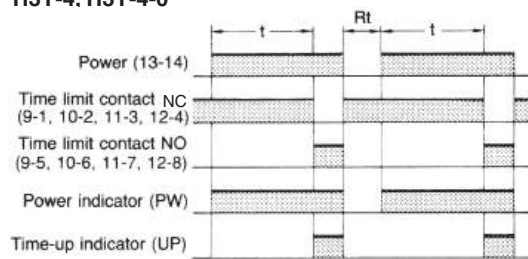 H3Y-4, H3Y-4-0
t Rt t
Power (13-14)
Time limit contact NC
(9-1, 10-2, 11-3, 12-4)
Time limit contact NO
(9-5, 10-6, 11-7, 12-8)
Power indicator (PW)
Time-up indicator (UP)